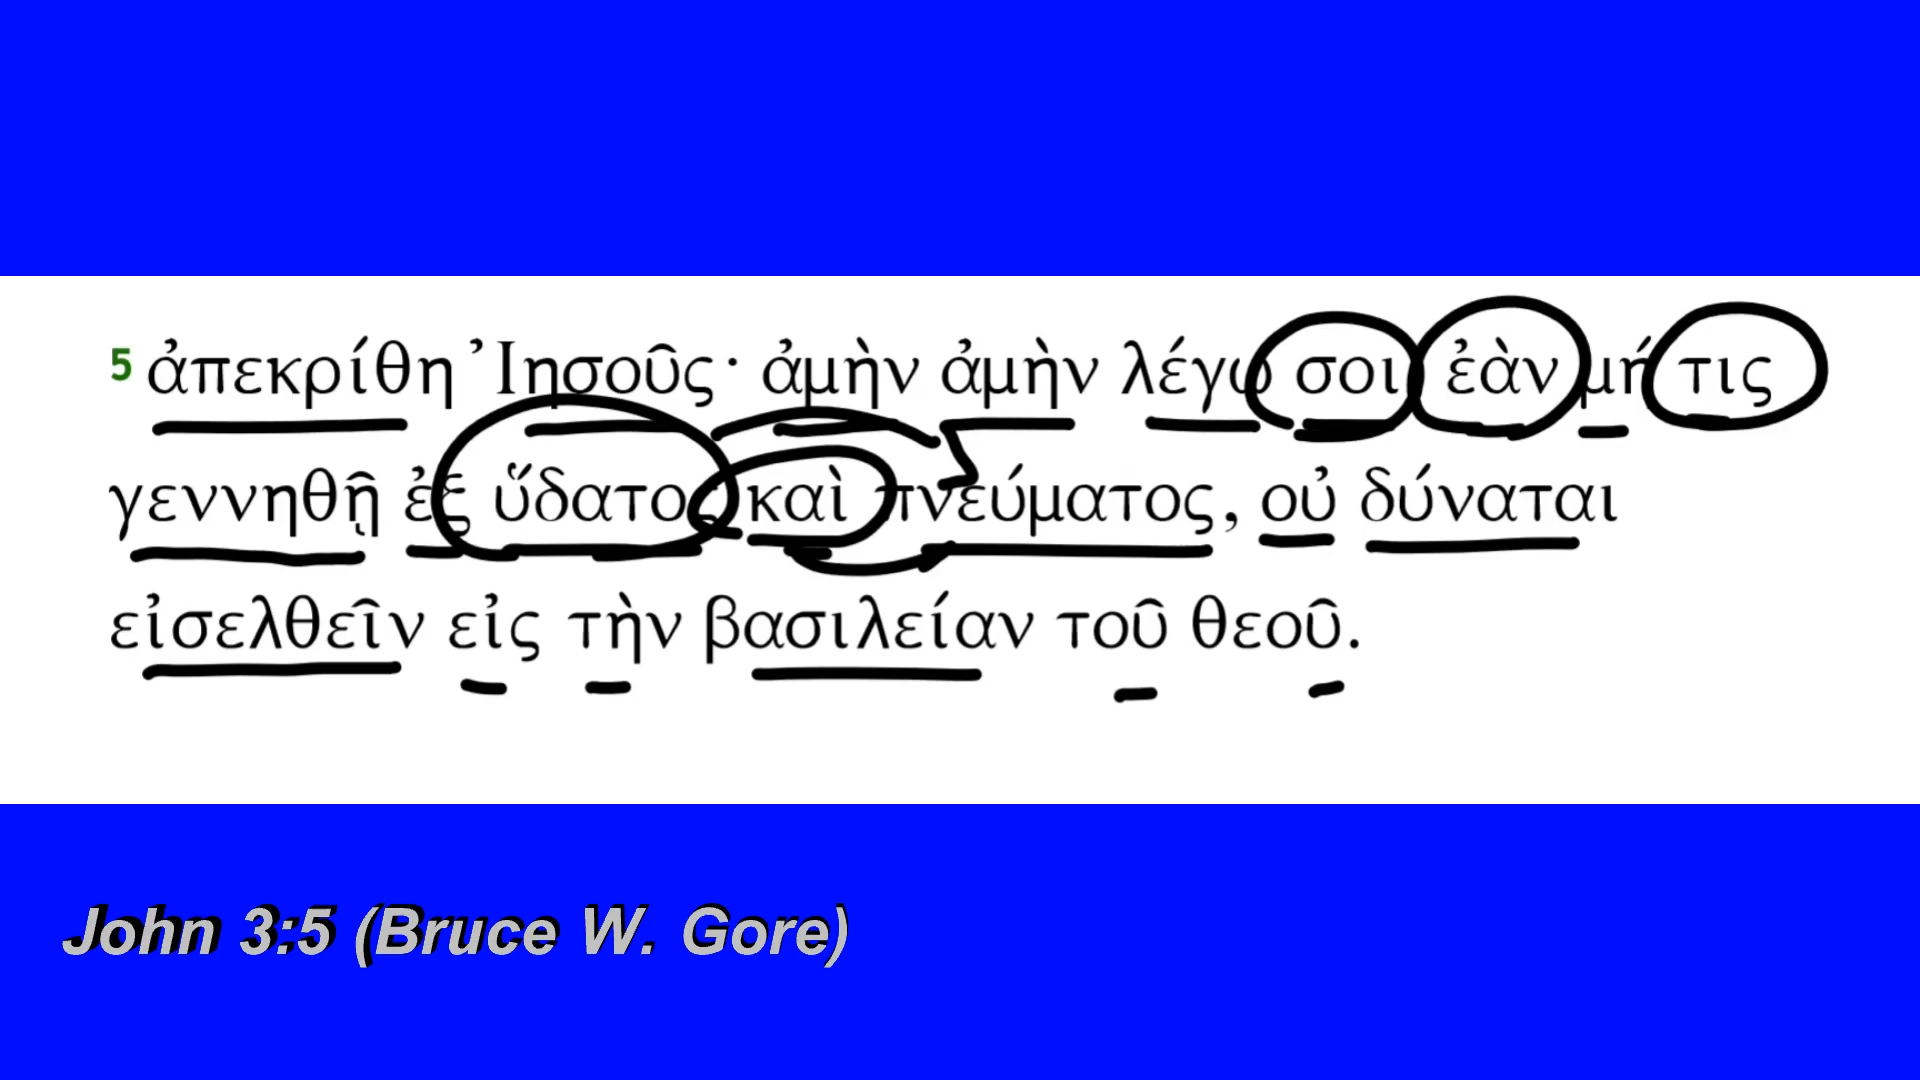 5 ἀπεκρίθη Ἰησοῦς· ἀμὴν ἀμὴν λέγω σοι ἐὰν μή τις
γεννηθῇ ἐξ ὕδατος καὶ πνεύματος, οὐ δύναται
εἰσελθεῖν εἰς τὴν βασιλείαν τοῦ θεοῦ.
John 3:5 (Bruce W. Gore)